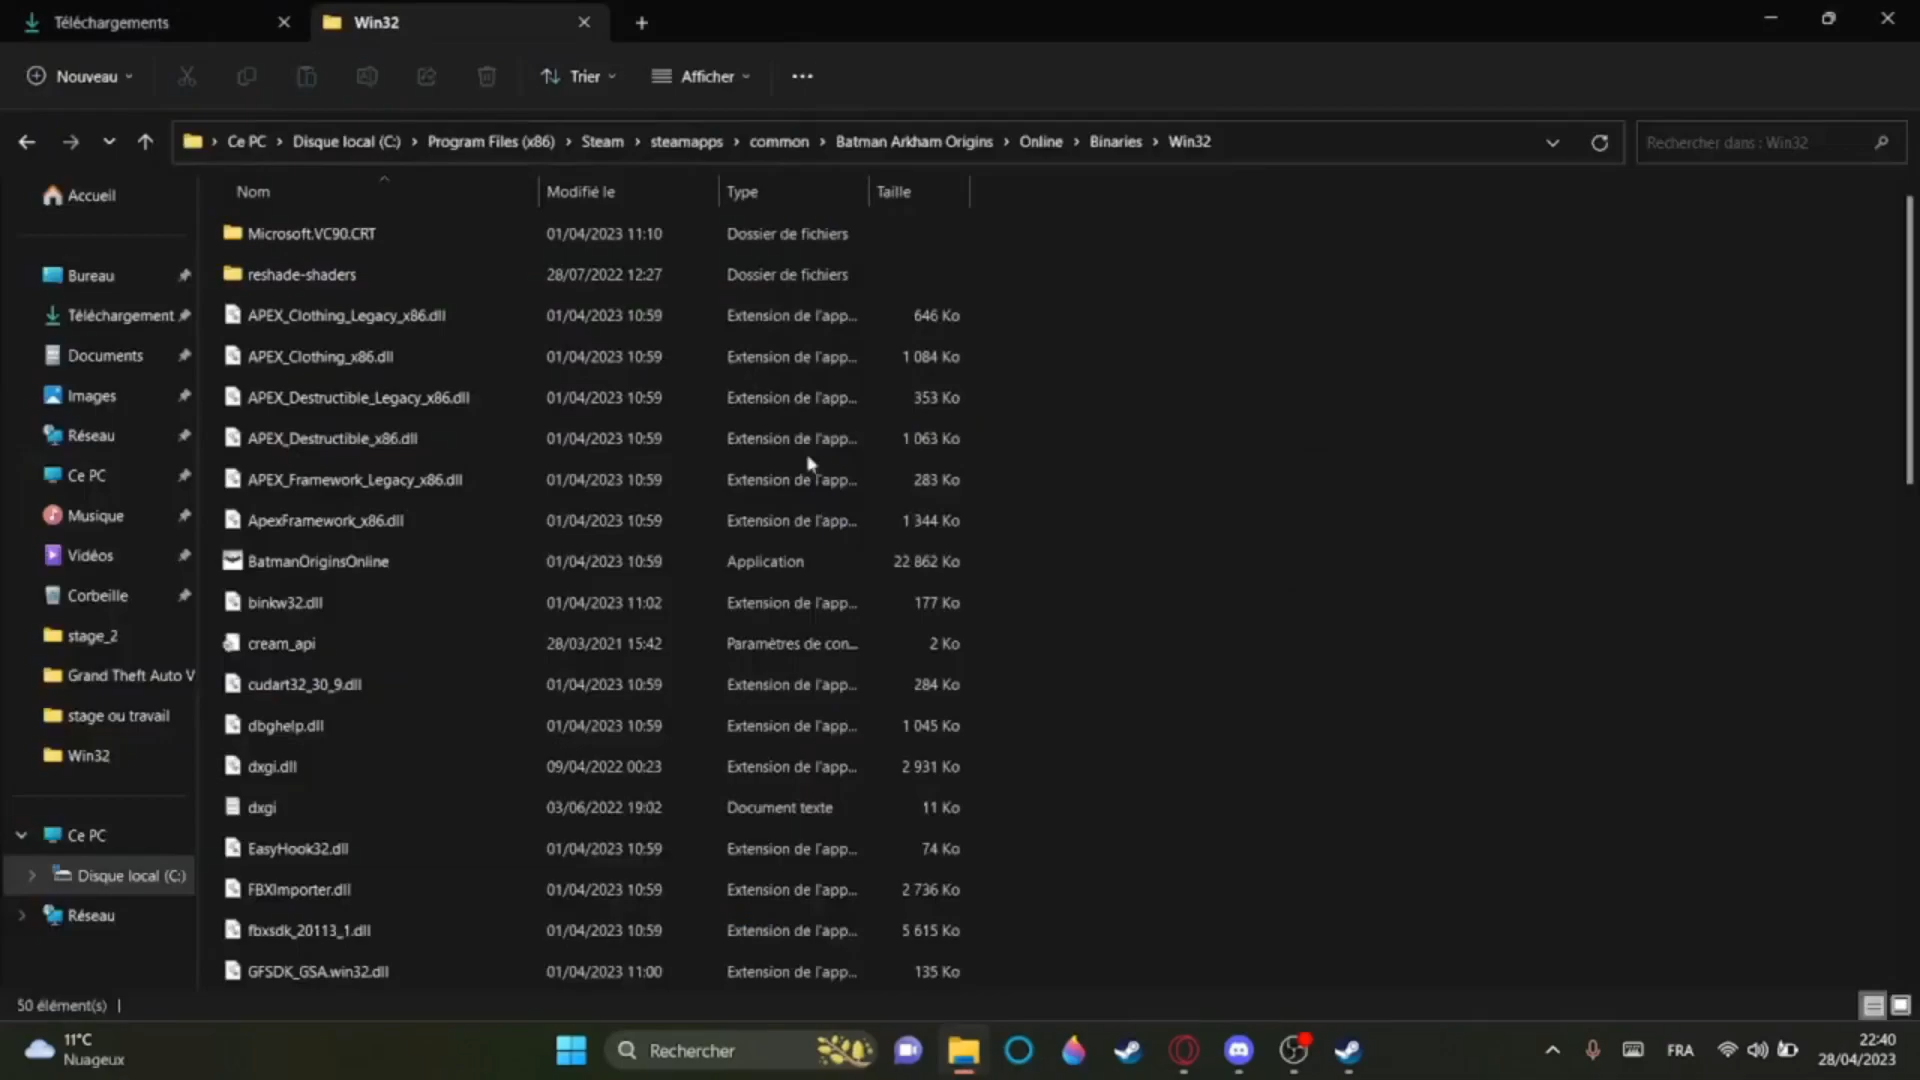 Téléchargements
Win32
Nouveau
Trier
Afficher
Ce PC > Disque local (C:) > Program Files (x86) > Steam > steamapps > common > Batman Arkham Origins > Online > Binaries > Win32
Rechercher dans : Win32
Nom Modifié le Type Taille
Microsoft.VC90.CRT 01/04/2023 11:10 Dossier de fichiers
reshade-shaders 28/07/2022 12:27 Dossier de fichiers
APEX_Clothing_Legacy_x86.dll 01/04/2023 10:59 Extension de l'app... 646 Ko
APEX_Clothing_x86.dll 01/04/2023 10:59 Extension de l'app... 1 084 Ko
APEX_Destructible_Legacy_x86.dll 01/04/2023 10:59 Extension de l'app... 353 Ko
APEX_Destructible_x86.dll 01/04/2023 10:59 Extension de l'app... 1 063 Ko
APEX_Framework_Legacy_x86.dll 01/04/2023 10:59 Extension de l'app... 283 Ko
ApexFramework_x86.dll 01/04/2023 10:59 Extension de l'app... 1 344 Ko
BatmanOriginsOnline 01/04/2023 10:59 Application 22 862 Ko
binkw32.dll 01/04/2023 11:02 Extension de l'app... 177 Ko
cream_api 28/03/2021 15:42 Paramètres de con... 2 Ko
cudart32_30_9.dll 01/04/2023 10:59 Extension de l'app... 284 Ko
dbghelp.dll 01/04/2023 10:59 Extension de l'app... 1 045 Ko
dxgi.dll 09/04/2022 00:23 Extension de l'app... 2 931 Ko
dxgi 03/06/2022 19:02 Document texte 11 Ko
EasyHook32.dll 01/04/2023 10:59 Extension de l'app... 74 Ko
FBXImporter.dll 01/04/2023 10:59 Extension de l'app... 2 736 Ko
fbxsdk_20113_1.dll 01/04/2023 10:59 Extension de l'app... 5 615 Ko
GFSDK_GSA.win32.dll 01/04/2023 11:00 Extension de l'app... 135 Ko
Accueil
Bureau
Téléchargement
Documents
Images
Réseau
Ce PC
Musique
Vidéos
Corbeille
stage_2
Grand Theft Auto V
stage ou travail
Win32
Ce PC
Disque local (C:)
Réseau
50 élément(s)
11°C
Nuageux
Rechercher
FRA
22:40
28/04/2023